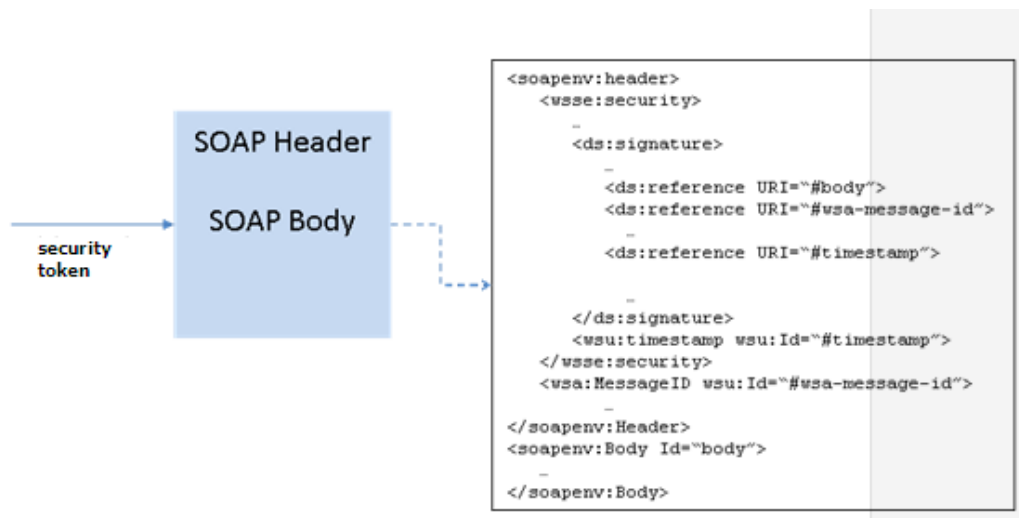 SOAP Header
SOAP Body
security
token
<soapenv:header>
<wsse:security>
…
<ds:signature>
…
<ds:reference URI=“#body”>
<ds:reference URI=“#wsa-message-id”>
…
<ds:reference URI=“#timestamp”>
…
</ds:signature>
<wsu:timestamp wsu:Id=“#timestamp”>
</wsse:security>
<wsa:MessageID wsu:Id=“#wsa-message-id”>
…
</soapenv:Header>
<soapenv:Body Id=“body”>
…
</soapenv:Body>